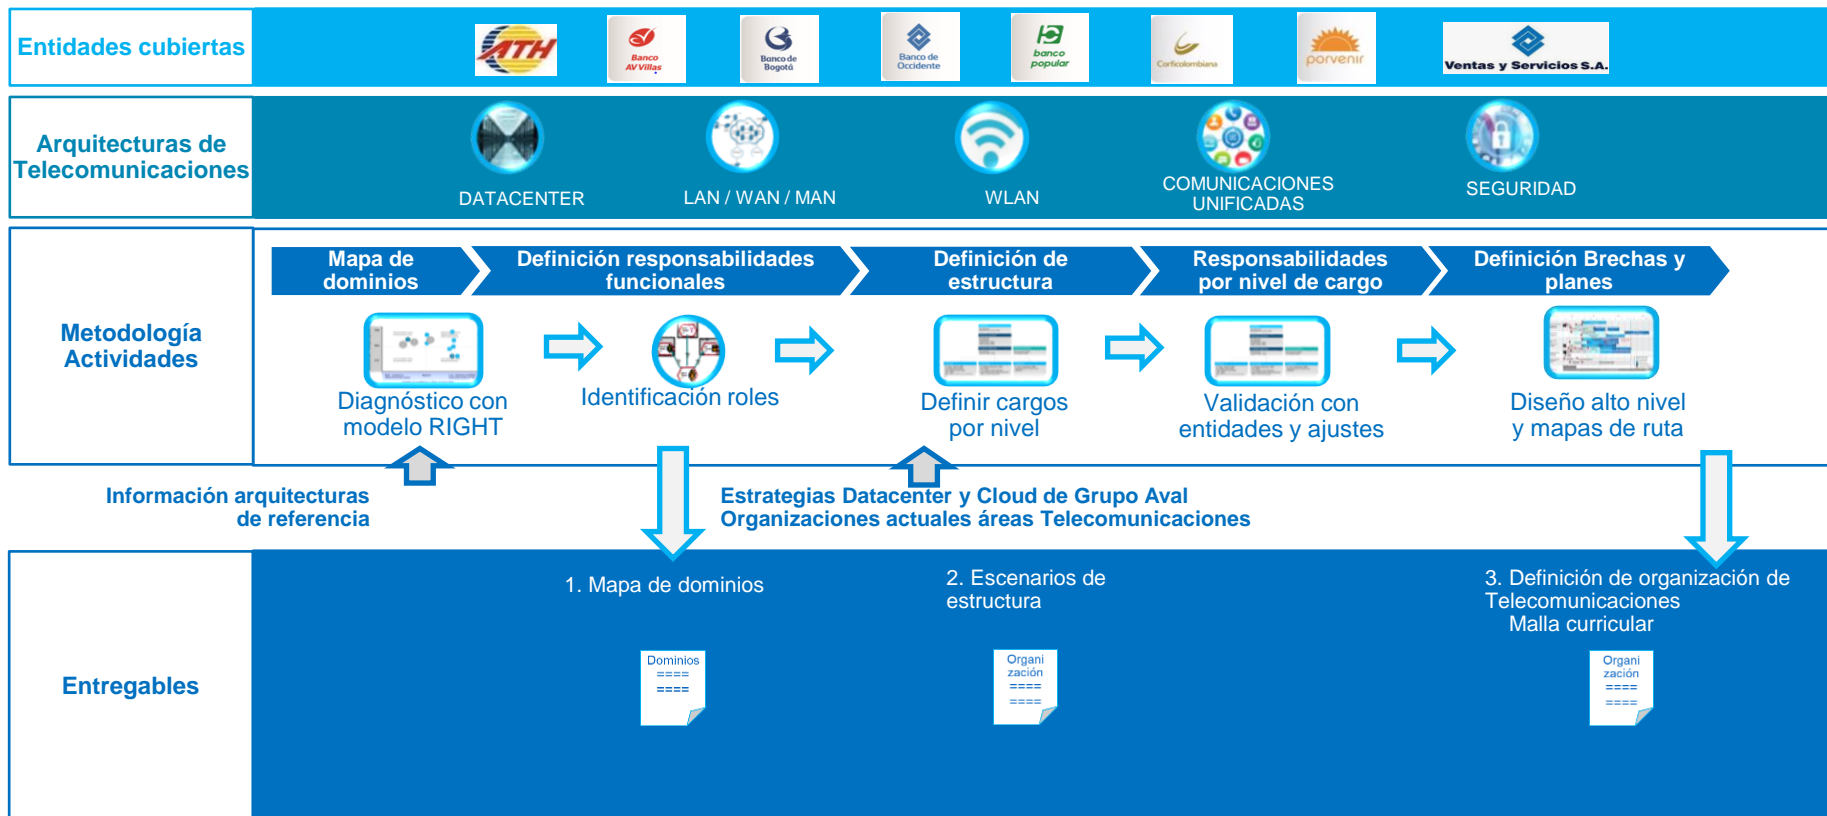 Entidades cubiertas
ATH
Banco
AV Villas
Banco de
Bogotá
Banco de
Occidente
banco
popular
Corficolombiana
porvenir
Ventas y Servicios S.A.
Arquitecturas de
Telecomunicaciones
DATACENTER
LAN / WAN / MAN
WLAN
COMUNICACIONES
UNIFICADAS
SEGURIDAD
Metodología
Actividades
Mapa de
dominios
Definición responsabilidades
funcionales
Definición de
estructura
Responsabilidades
por nivel de cargo
Definición Brechas y
planes
Diagnóstico con
modelo RIGHT
Identificación roles
Definir cargos
por nivel
Validación con
entidades y ajustes
Diseño alto nivel
y mapas de ruta
Información arquitecturas
de referencia
Estrategias Datacenter y Cloud de Grupo Aval
Organizaciones actuales áreas Telecomunicaciones
Entregables
1. Mapa de dominios
2. Escenarios de
estructura
3. Definición de organización de
Telecomunicaciones
Malla curricular
Dominios
====
====
Organi
zación
====
====
Organi
zación
====
====